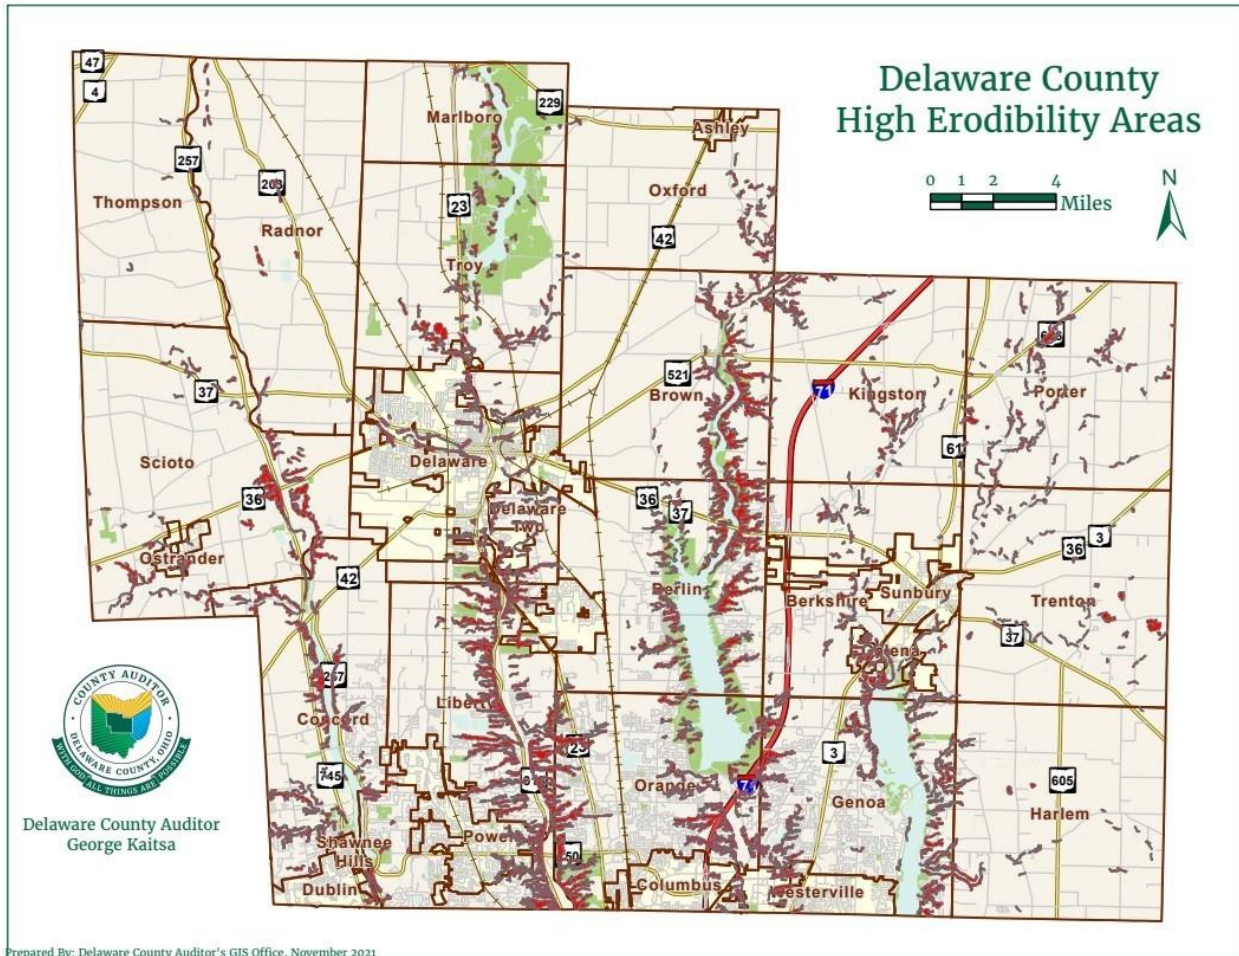 Delaware County
High Erodibility Areas
0 1 2 4
Miles
N
47
4
229
Marlboro
Ashley
257
203
Thompson
Radnor
23
Oxford
42
Troy
37
521
71
Brown
Kingston
Porter
61
Scioto
Delaware
36
36
37
Delaware
Twp
3
36
Ostrander
42
Berlin
Berkshire
Sunbury
Trenton
37
COUNTY AUDITOR
DELAWARE COUNTY, OHIO
WITH GOD ALL THINGS ARE POSSIBLE
257
Concord
Liberty
23
3
745
605
Orange
Genoa
Harlem
Delaware County Auditor
George Kaitsa
Shawnee
Hills
Powell
Dublin
Columbus
Westerville
Prepared By: Delaware County Auditor's GIS Office, November 2021